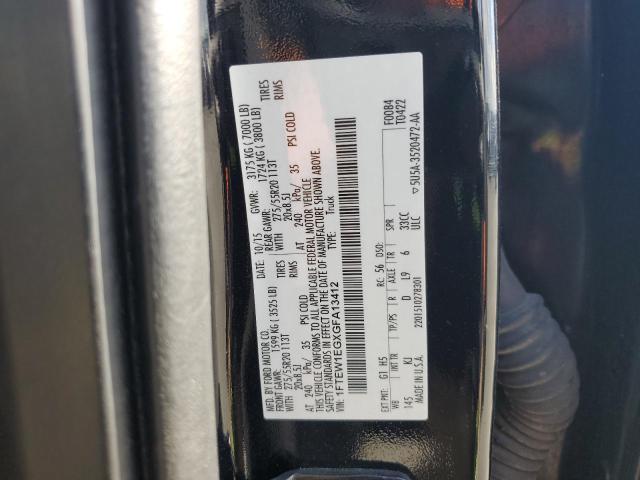 MFD. BY FORD MOTOR CO.
DATE: 10/15 GVWR: 3175 KG ( 7000 LB)
FRONT GAWR: 1599 KG ( 3525 LB) REAR GAWR: 1724 KG ( 3800 LB)
WITH 275/55R20 113T TIRES WITH 275/55R20 113T TIRES
20x8.5J RIMS 20x8.5J RIMS
AT 240 kPa/ 35 PSI COLD AT 240 kPa/ 35 PSI COLD
THIS VEHICLE CONFORMS TO ALL APPLICABLE FEDERAL MOTOR VEHICLE
SAFETY STANDARDS IN EFFECT ON THE DATE OF MANUFACTURE SHOWN ABOVE.
VIN: 1FTEW1EGXGFA13412 TYPE: Truck
F00B4
T0422
EXT PNT: G1 H5 RC: 56 DSO:
WB INT TR TP/PS R AXLE TR SPR
145 KJ D L9 6 33CC
ULC
MADE IN U.S.A. 2201510278301 ▽5U5A-3520472-AA